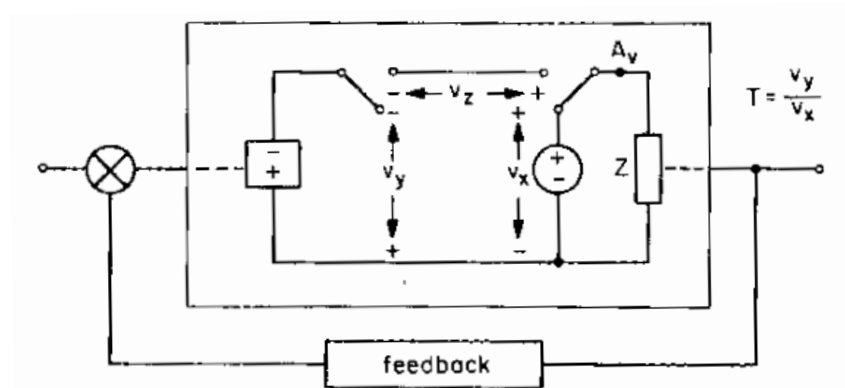 A_v
T = v_y / v_x
− v_z +
− +
+
−
− +
v_y v_x
+ −
Z
+ −
feedback